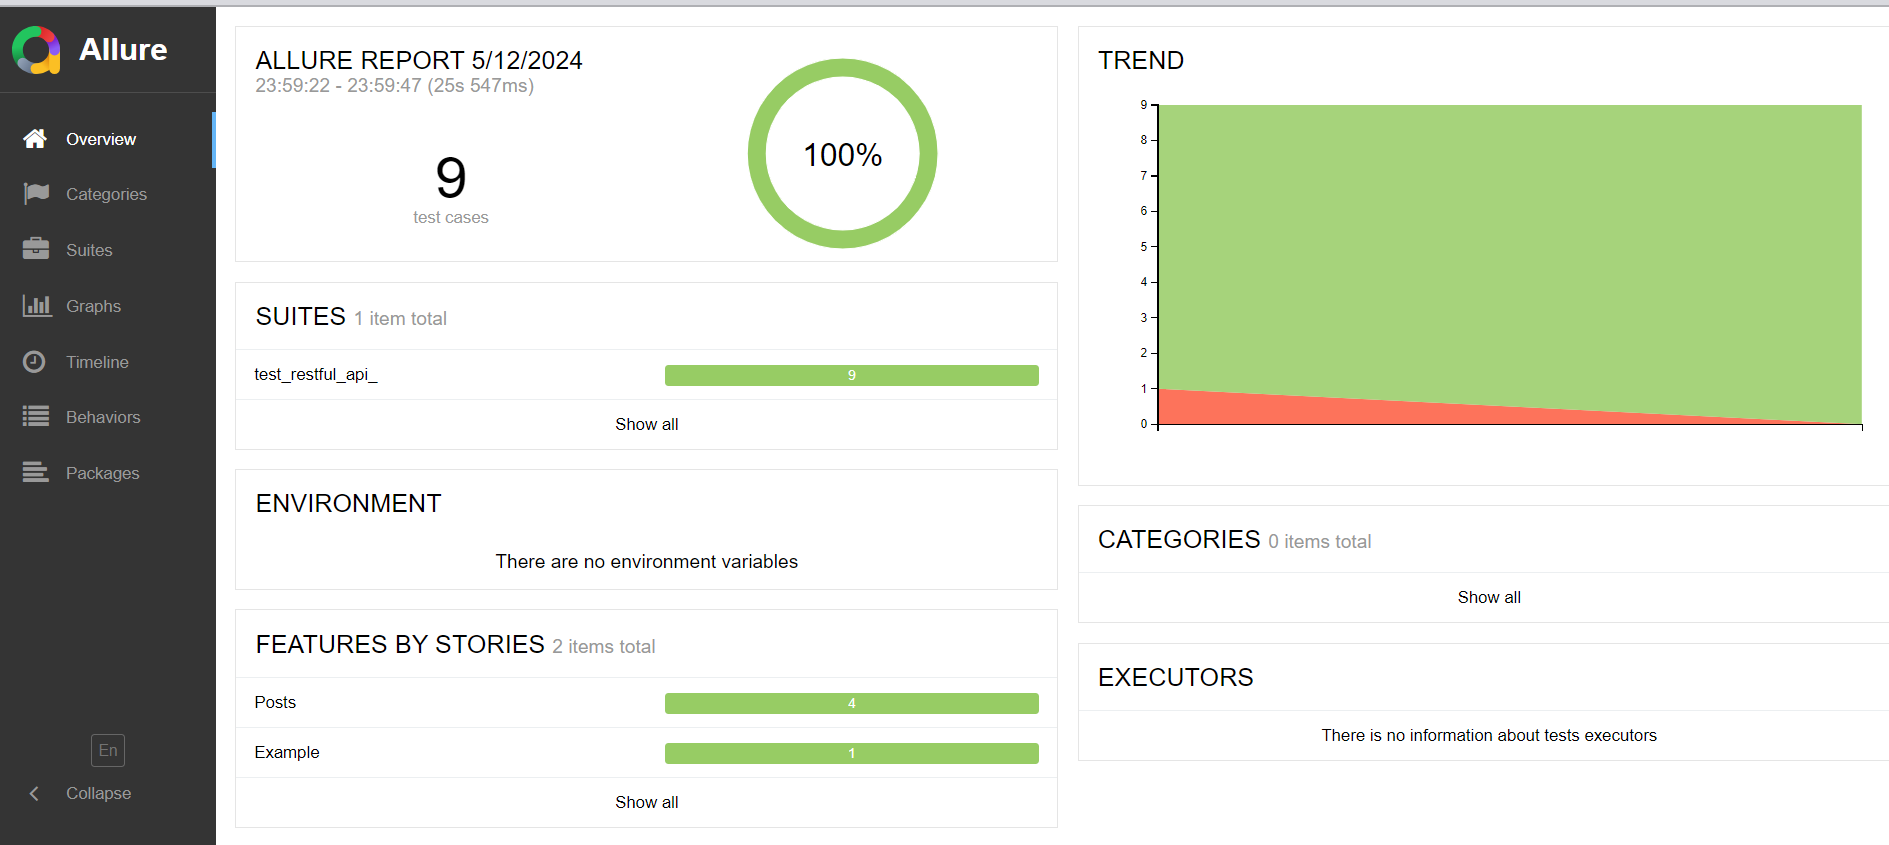 Allure
Overview
Categories
Suites
Graphs
Timeline
Behaviors
Packages
En
Collapse
ALLURE REPORT 5/12/2024
23:59:22 - 23:59:47 (25s 547ms)
9
test cases
100%
SUITES 1 item total
test_restful_api_ 9
Show all
ENVIRONMENT
There are no environment variables
FEATURES BY STORIES 2 items total
Posts 4
Example 1
Show all
TREND
9
8
7
6
5
4
3
2
1
0
CATEGORIES 0 items total
Show all
EXECUTORS
There is no information about tests executors